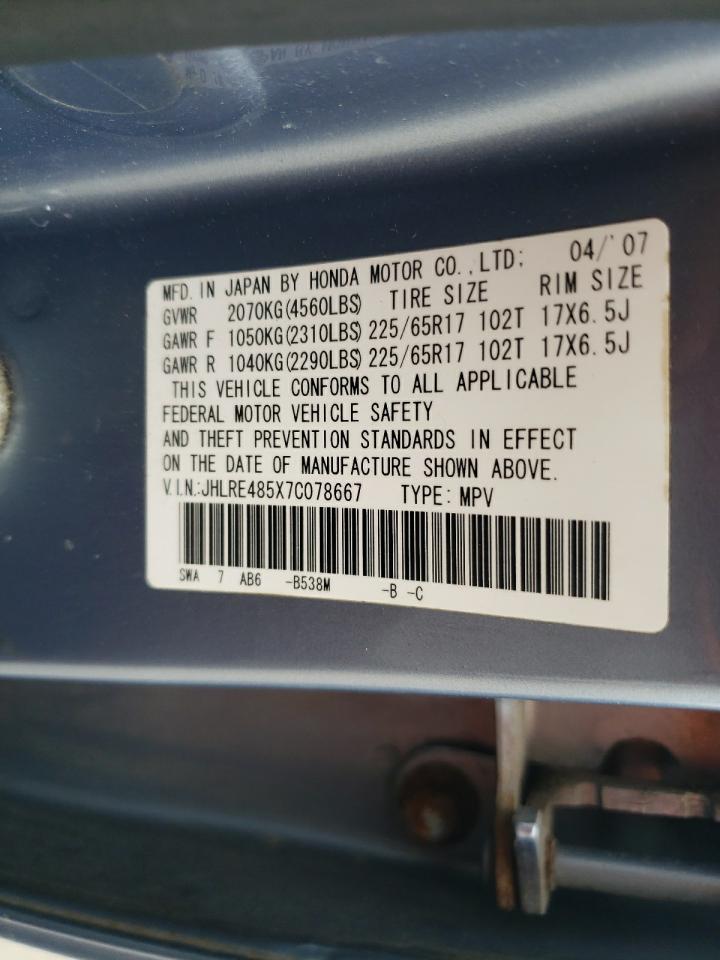 MFD. IN JAPAN BY HONDA MOTOR CO.,LTD: 04/'07
GVWR 2070KG(4560LBS) TIRE SIZE RIM SIZE
GAWR F 1050KG(2310LBS) 225/65R17 102T 17X6.5J
GAWR R 1040KG(2290LBS) 225/65R17 102T 17X6.5J
THIS VEHICLE CONFORMS TO ALL APPLICABLE
FEDERAL MOTOR VEHICLE SAFETY
AND THEFT PREVENTION STANDARDS IN EFFECT
ON THE DATE OF MANUFACTURE SHOWN ABOVE.
V.I.N.:JHLRE485X7C078667 TYPE: MPV
SWA 7 AB6 -B538M -B -C